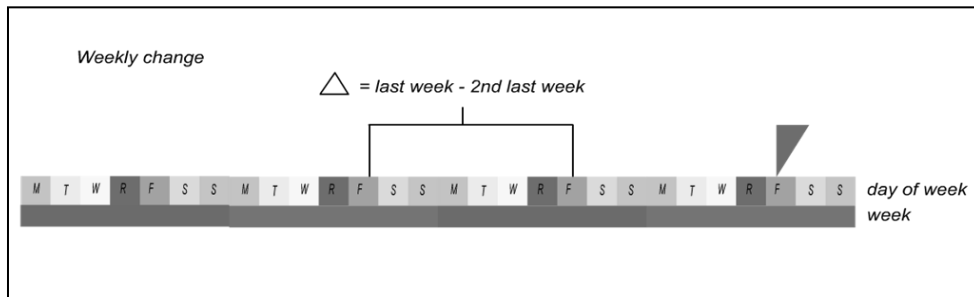 Weekly change
△ = last week - 2nd last week
M T W R F S S M T W R F S S M T W R F S S M T W R F S S day of week
week